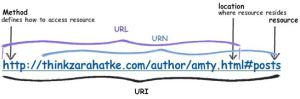 Method
defines how to access resource
location
where resource resides
resource
URL
URN
http://thinkzarahatke.com/author/amty.html#posts
URI